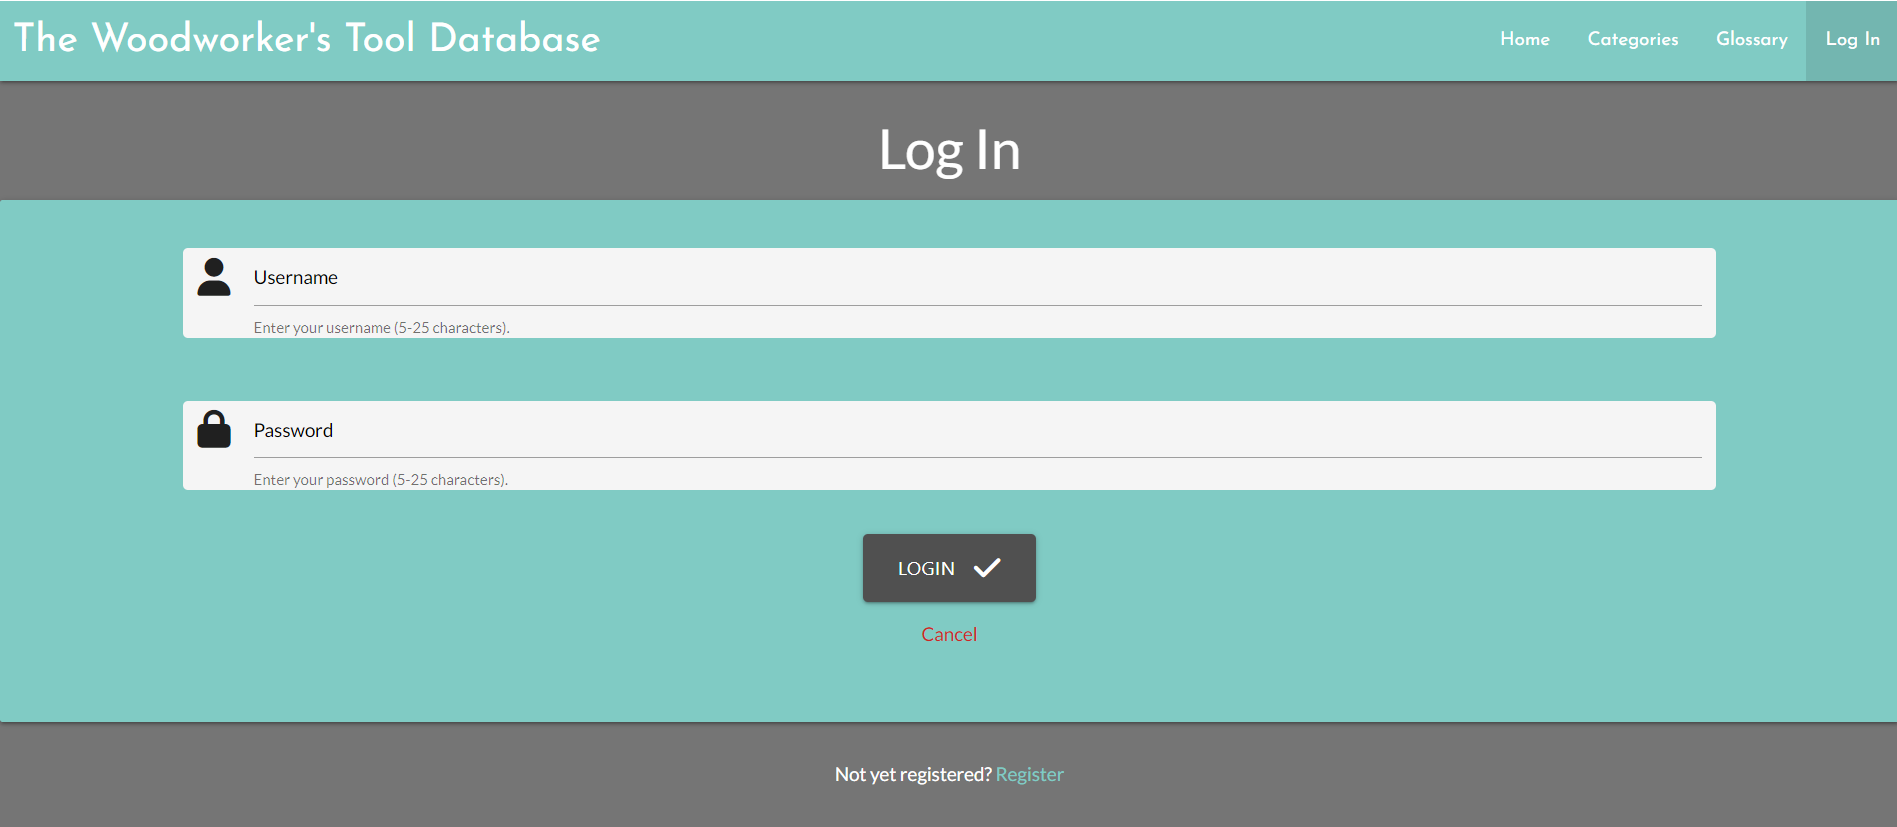 The Woodworker's Tool Database
Home Categories Glossary Log In
Log In
Username
Enter your username (5-25 characters).
Password
Enter your password (5-25 characters).
LOGIN
Cancel
Not yet registered? Register